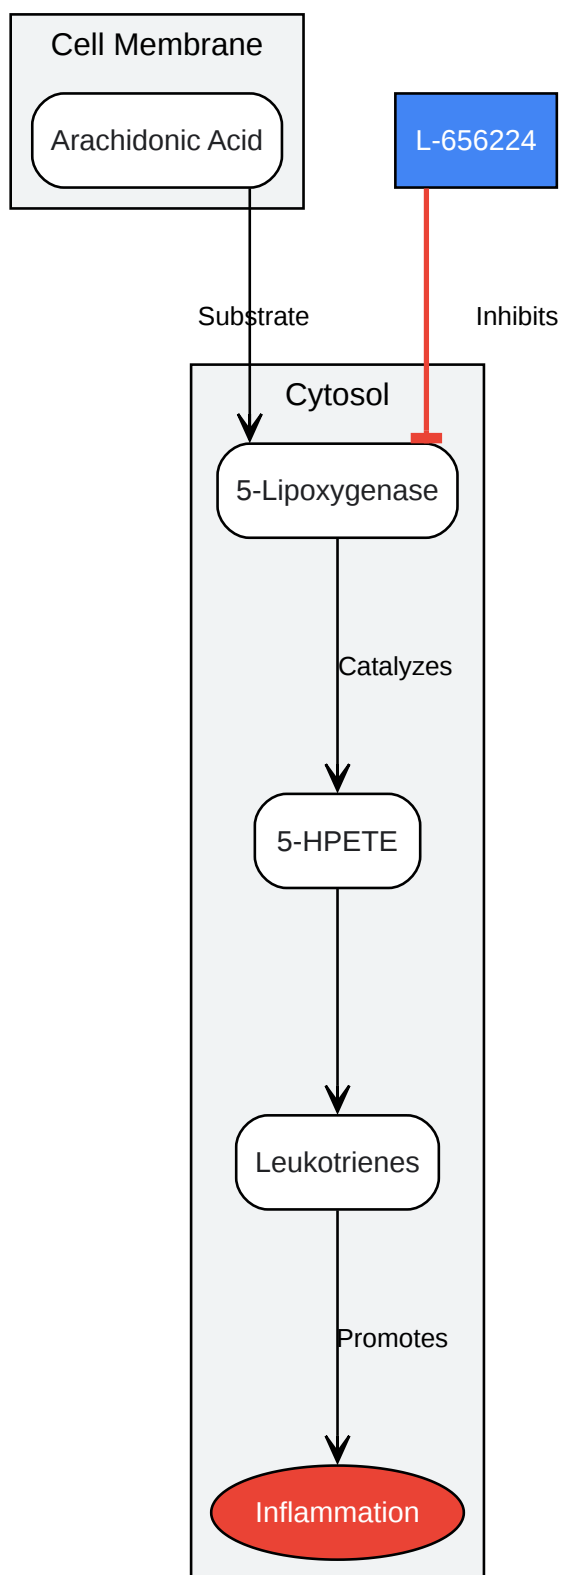 Cell Membrane
Arachidonic Acid
L-656224
Substrate
Inhibits
Cytosol
5-Lipoxygenase
Catalyzes
5-HPETE
Leukotrienes
Promotes
Inflammation